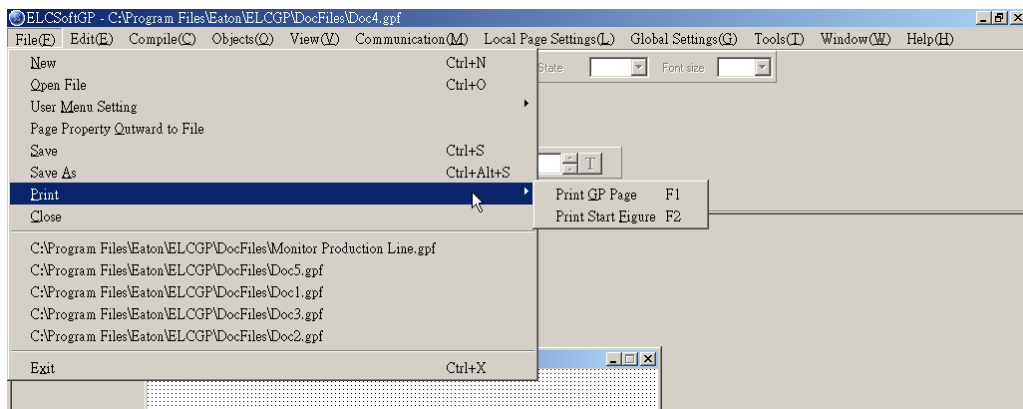 ELCSoftGP - C:\Program Files\Eaton\ELCGP\DocFiles\Doc4.gpf
File(F) Edit(E) Compile(C) Objects(O) View(V) Communication(M) Local Page Settings(L) Global Settings(G) Tools(T) Window(W) Help(H)
State Font size
New Ctrl+N
Open File Ctrl+O
User Menu Setting
Page Property Outward to File
Save Ctrl+S
Save As Ctrl+Alt+S
T
Print
Print GP Page F1
Close
Print Start Figure F2
C:\Program Files\Eaton\ELCGP\DocFiles\Monitor Production Line.gpf
C:\Program Files\Eaton\ELCGP\DocFiles\Doc5.gpf
C:\Program Files\Eaton\ELCGP\DocFiles\Doc1.gpf
C:\Program Files\Eaton\ELCGP\DocFiles\Doc3.gpf
C:\Program Files\Eaton\ELCGP\DocFiles\Doc2.gpf
Exit Ctrl+X